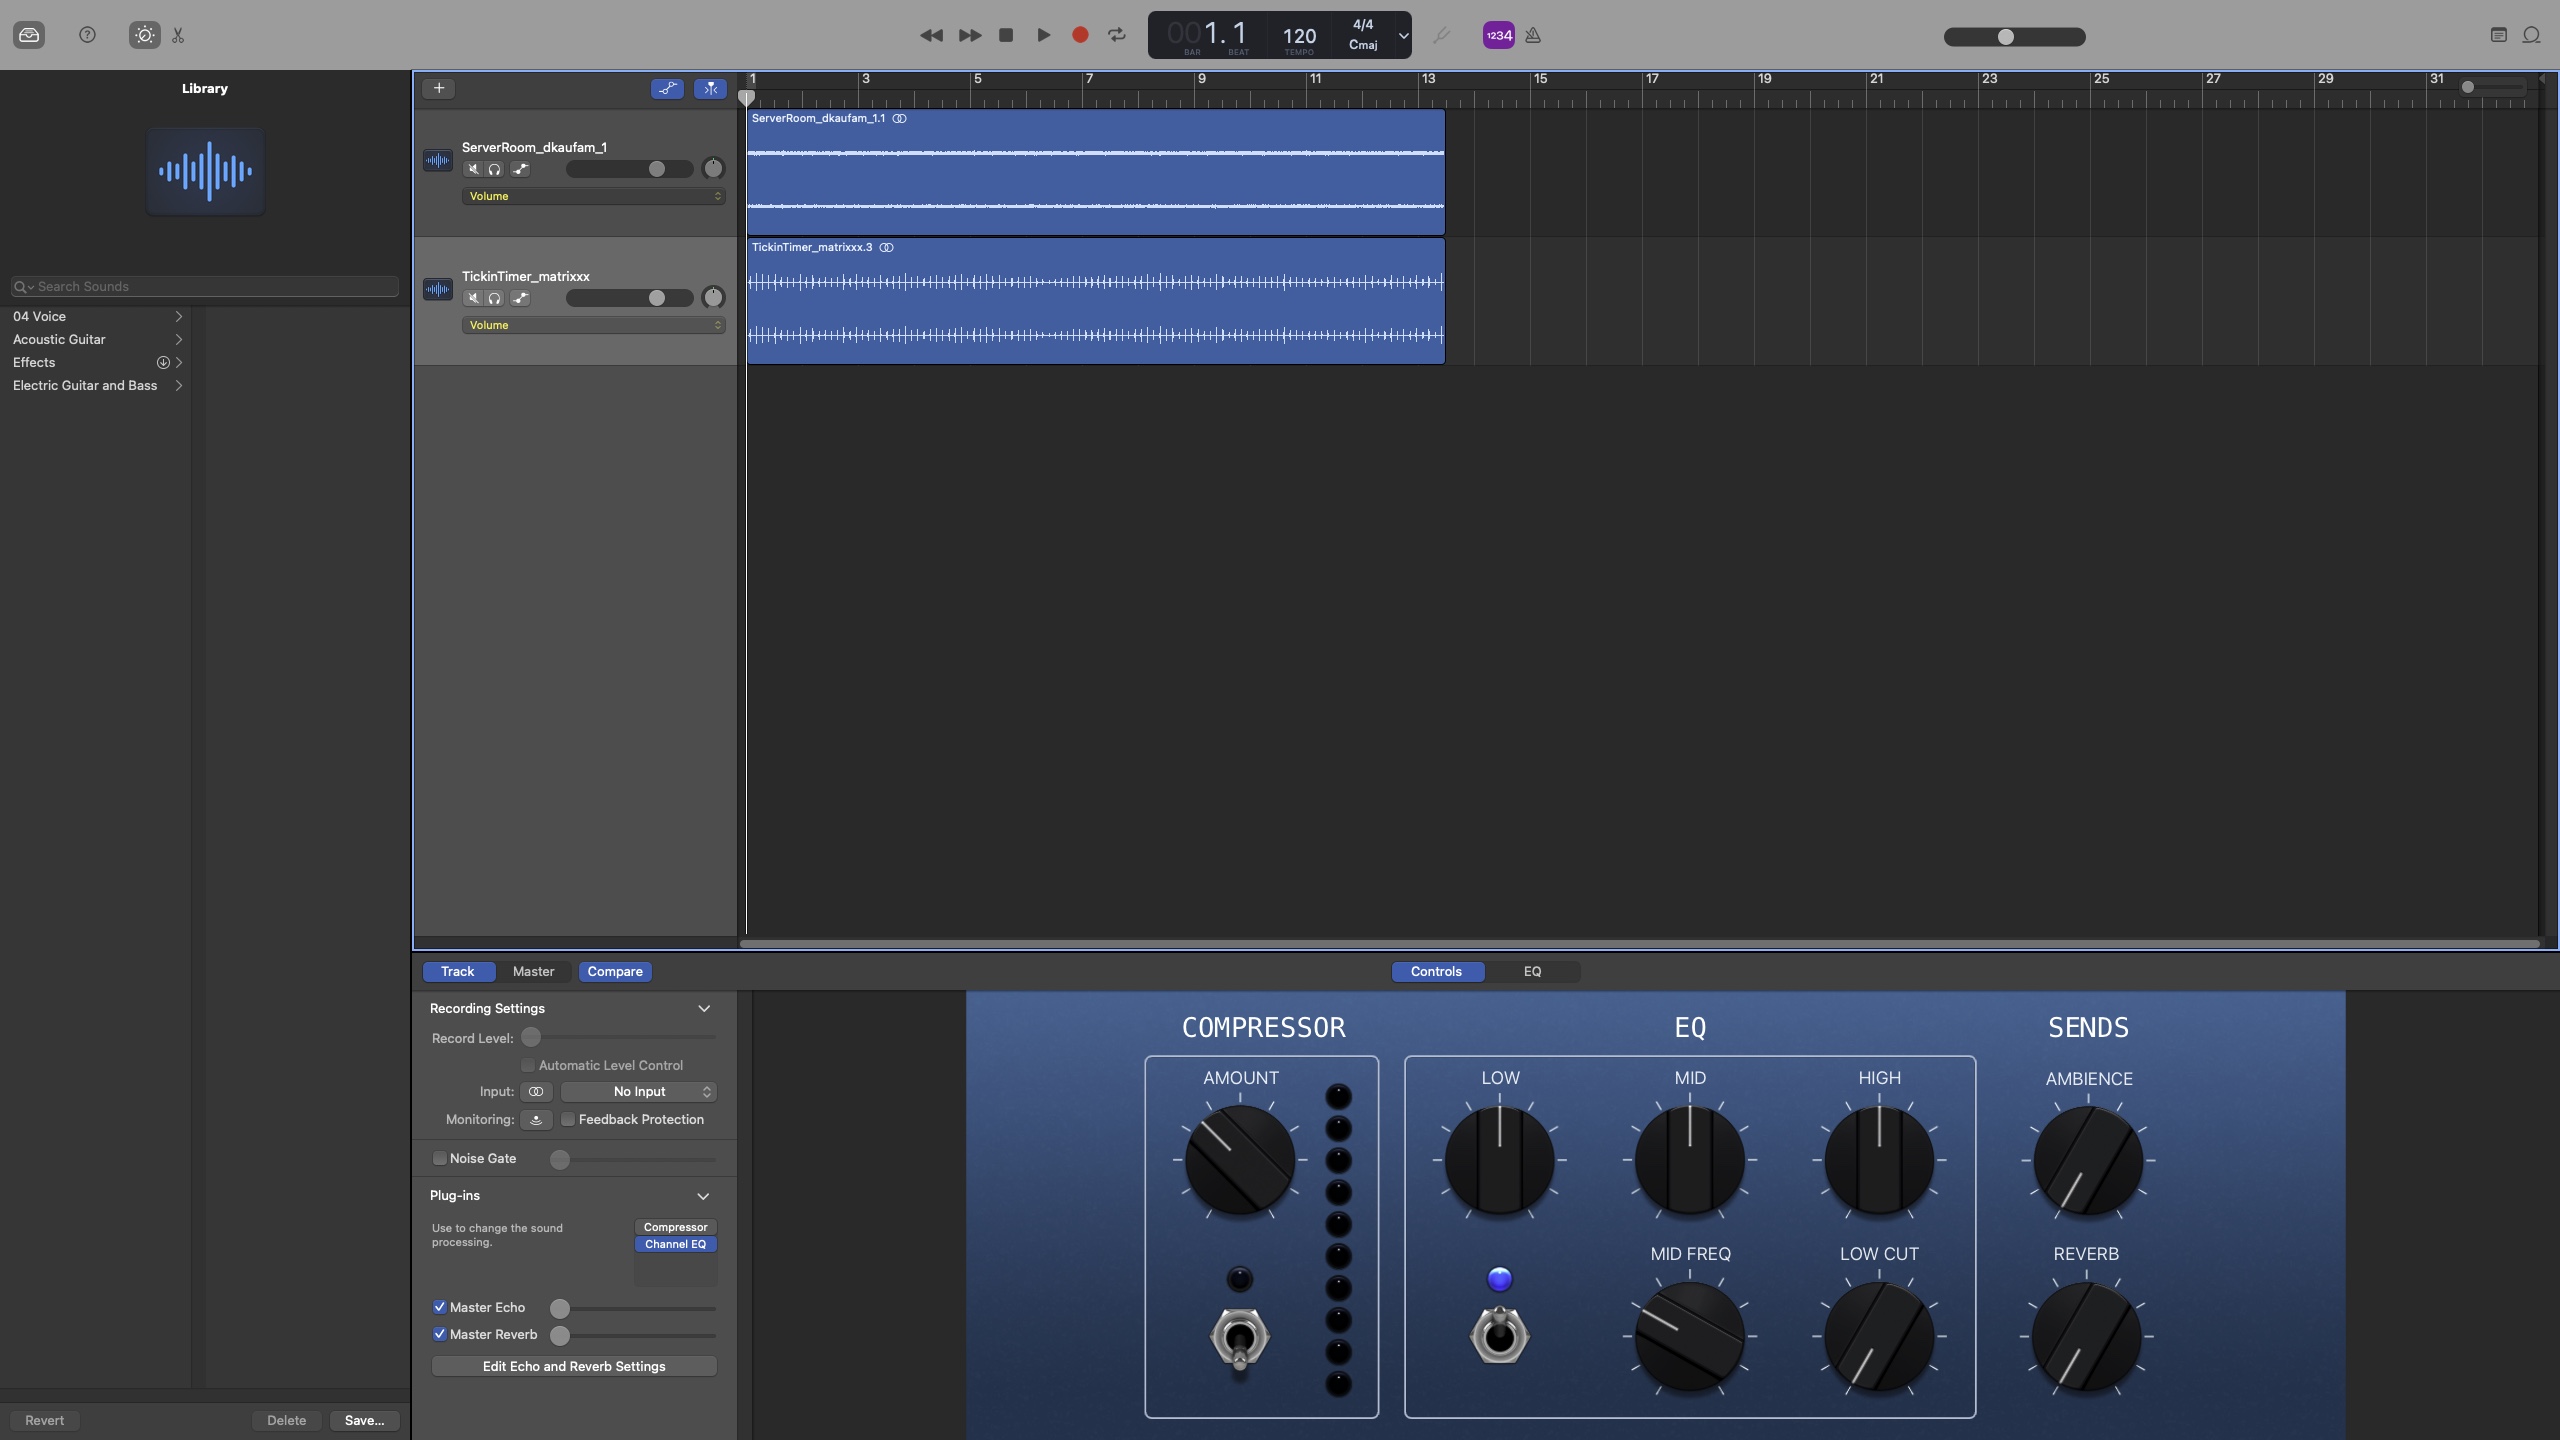 001.1
BAR
BEAT
120
TEMPO
4/4
Cmaj
1234
Library
Search Sounds
04 Voice
Acoustic Guitar
Effects
Electric Guitar and Bass
Revert
Delete
Save...
1 3 5 7 9 11 13 15 17 19 21 23 25 27 29 31
ServerRoom_dkaufam_1
Volume
ServerRoom_dkaufam_1.1
TickinTimer_matrixxx
Volume
TickinTimer_matrixxx.3
Track Master Compare
Controls EQ
Recording Settings
Record Level:
Automatic Level Control
Input: No Input
Monitoring: Feedback Protection
Noise Gate
Plug-ins
Use to change the sound
processing.
Compressor
Channel EQ
Master Echo
Master Reverb
Edit Echo and Reverb Settings
COMPRESSOR
AMOUNT
EQ
LOW
MID
HIGH
MID FREQ
LOW CUT
SENDS
AMBIENCE
REVERB